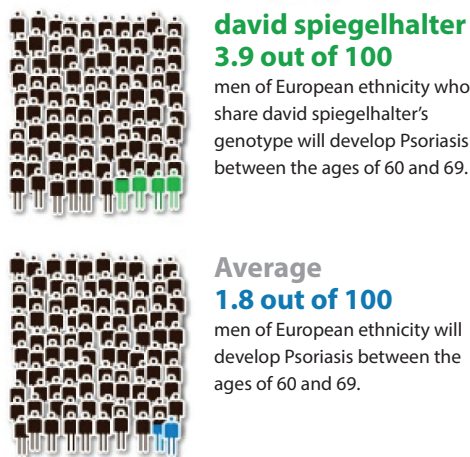 david spiegelhalter
3.9 out of 100
men of European ethnicity who
share david spiegelhalter’s
genotype will develop Psoriasis
between the ages of 60 and 69.
Average
1.8 out of 100
men of European ethnicity will
develop Psoriasis between the
ages of 60 and 69.